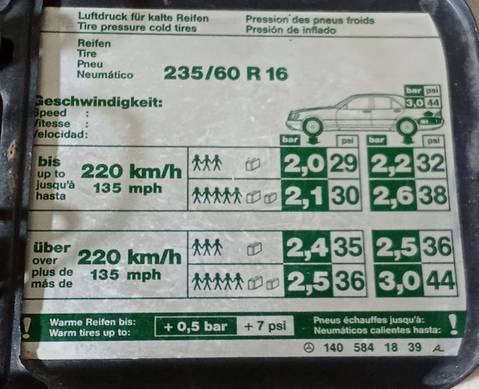 Luftdruck für kalte Reifen Pression des pneus froids
Tire pressure cold tires Presión de inflado
Reifen
Tire
Pneu
Neumático 235/60 R 16
Geschwindigkeit:
Speed :
Vitesse :
Velocidad:
bar psi
3,0 44
bar psi bar psi
bis
up to
jusqu'à
hasta
220 km/h
135 mph
2,0 29 2,2 32
2,1 30 2,6 38
über
over
plus de
más de
220 km/h
135 mph
2,4 35 2,5 36
2,5 36 3,0 44
! Warme Reifen bis:
Warm tires up to:
+ 0,5 bar + 7 psi
Pneus échauffes jusqu'à:
Neumáticos calientes hasta: !
140 584 18 39 A